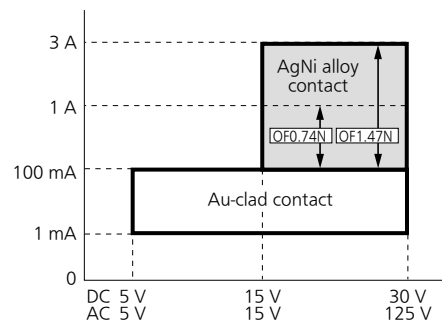 3 A
AgNi alloy
contact
1 A
OF0.74N OF1.47N
100 mA
Au-clad contact
1 mA
0
DC 5 V 15 V 30 V
AC 5 V 15 V 125 V